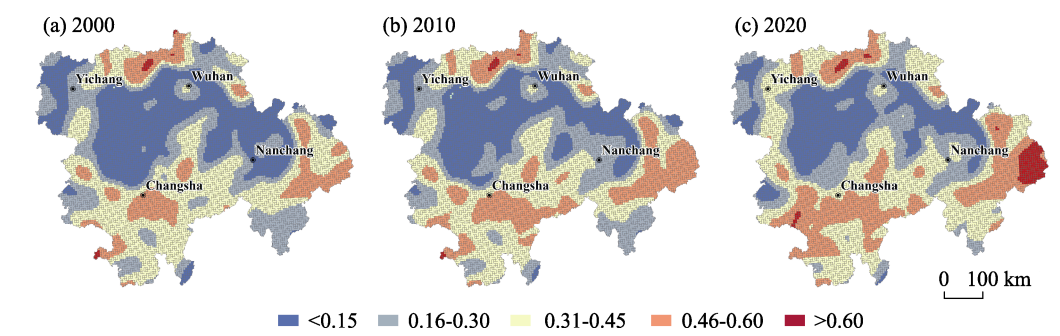 (a) 2000
(b) 2010
(c) 2020
Yichang
Wuhan
Nanchang
Changsha
Yichang
Wuhan
Nanchang
Changsha
Yichang
Wuhan
Nanchang
Changsha
0 100 km
<0.15 0.16-0.30 0.31-0.45 0.46-0.60 >0.60